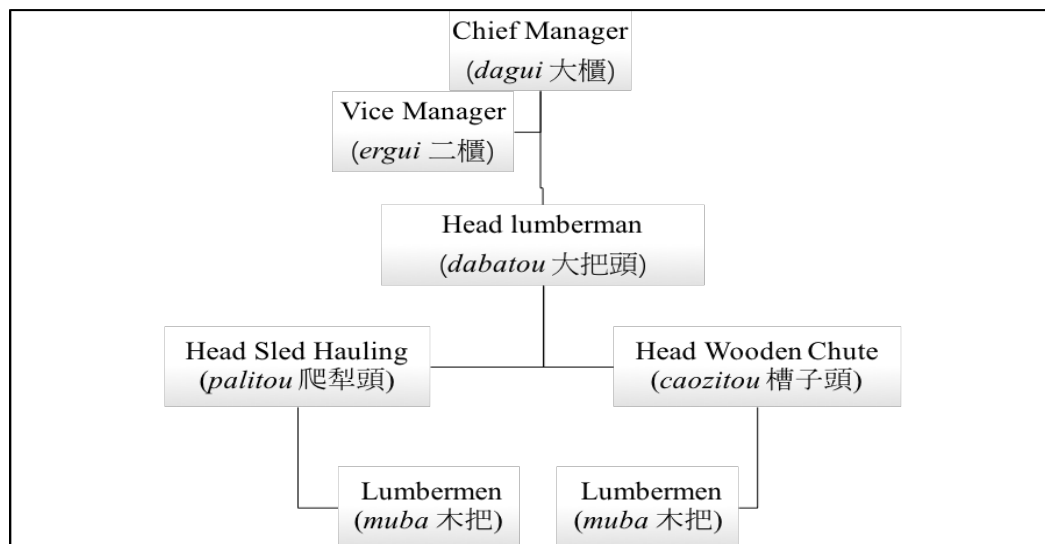 Chief Manager
(dagui 大櫃)
Vice Manager
(ergui 二櫃)
Head lumberman
(dabatou 大把頭)
Head Sled Hauling
(palitou 爬犁頭)
Head Wooden Chute
(caozitou 槽子頭)
Lumbermen
(muba 木把)
Lumbermen
(muba 木把)